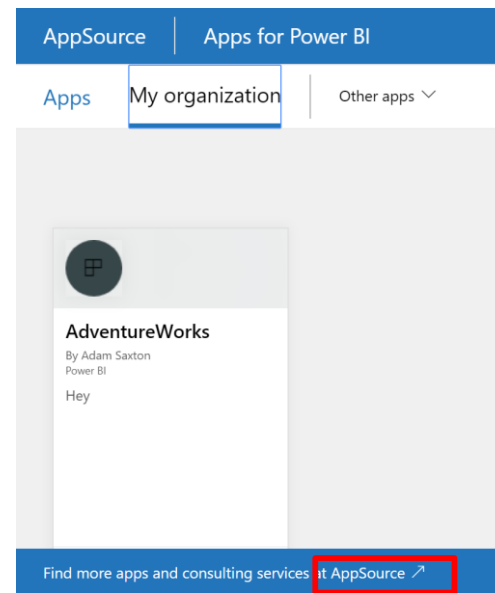 AppSource Apps for Power BI
Apps My organization Other apps
AdventureWorks
By Adam Saxton
Power BI
Hey
Find more apps and consulting services at AppSource